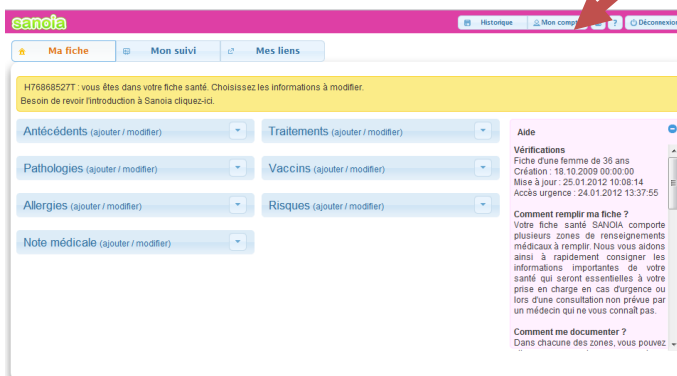 sanoia
Historique
Mon compt
?
Déconnexion
Ma fiche
Mon suivi
Mes liens
H76868527T : vous êtes dans votre fiche santé. Choisissez les informations à modifier.
Besoin de revoir l'introduction à Sanoia cliquez-ici.
Antécédents (ajouter / modifier)
Traitements (ajouter / modifier)
Pathologies (ajouter / modifier)
Vaccins (ajouter / modifier)
Allergies (ajouter / modifier)
Risques (ajouter / modifier)
Note médicale (ajouter / modifier)
Aide
Vérifications
Fiche d'une femme de 36 ans
Création : 18.10.2009 00:00:00
Mise à jour : 25.01.2012 10:08:14
Accès urgence : 24.01.2012 13:37:55
Comment remplir ma fiche ?
Votre fiche santé SANOIA comporte
plusieurs zones de renseignements
médicaux à remplir. Nous vous aidons
ainsi à rapidement consigner les
informations importantes de votre
santé qui seront essentielles à votre
prise en charge en cas d'urgence ou
lors d'une consultation non prévue par
un médecin qui ne vous connaît pas.
Comment me documenter ?
Dans chacune des zones, vous pouvez